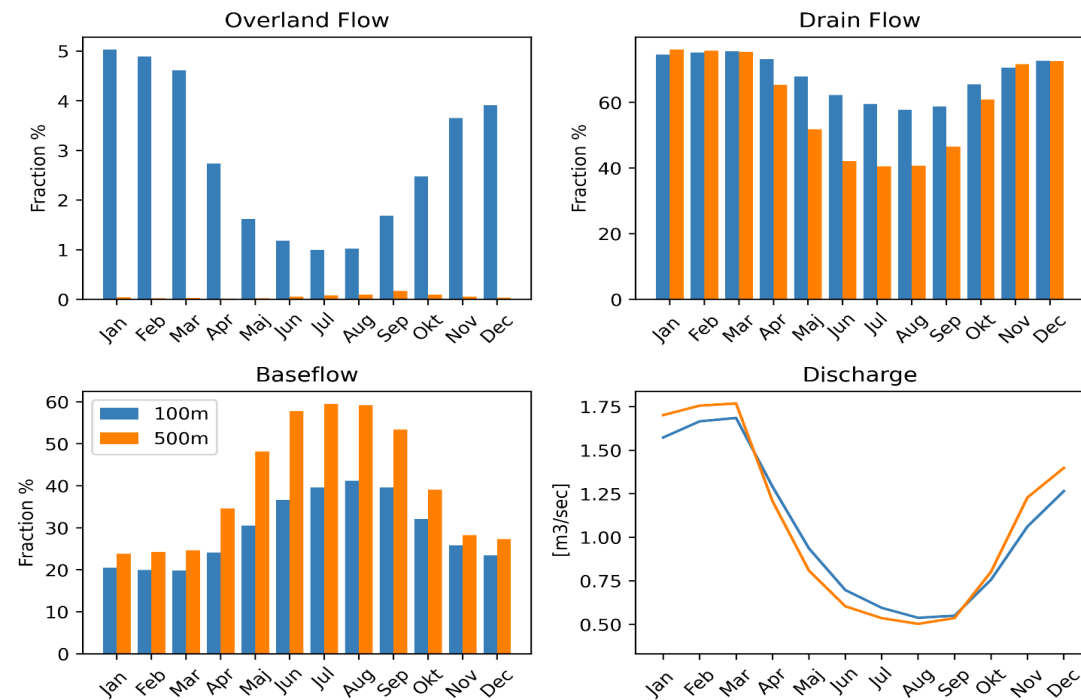 Overland Flow
Fraction %
5
4
3
2
1
0
Jan Feb Mar Apr Maj Jun Jul Aug Sep Okt Nov Dec
Drain Flow
Fraction %
60
40
20
0
Jan Feb Mar Apr Maj Jun Jul Aug Sep Okt Nov Dec
Baseflow
100m
500m
Fraction %
60
50
40
30
20
10
0
Jan Feb Mar Apr Maj Jun Jul Aug Sep Okt Nov Dec
Discharge
[m3/sec]
1.75
1.50
1.25
1.00
0.75
0.50
Jan Feb Mar Apr Maj Jun Jul Aug Sep Okt Nov Dec